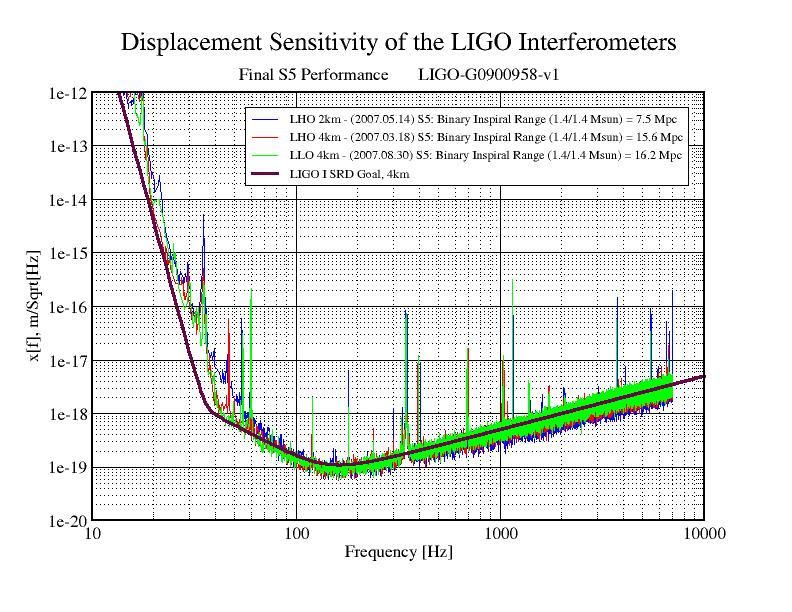 Displacement Sensitivity of the LIGO Interferometers
Final S5 Performance LIGO-G0900958-v1
LHO 2km - (2007.05.14) S5: Binary Inspiral Range (1.4/1.4 Msun) = 7.5 Mpc
LHO 4km - (2007.03.18) S5: Binary Inspiral Range (1.4/1.4 Msun) = 15.6 Mpc
LLO 4km - (2007.08.30) S5: Binary Inspiral Range (1.4/1.4 Msun) = 16.2 Mpc
LIGO I SRD Goal, 4km
x[f], m/Sqrt[Hz]
1e-12
1e-13
1e-14
1e-15
1e-16
1e-17
1e-18
1e-19
1e-20
10 100 1000 10000
Frequency [Hz]